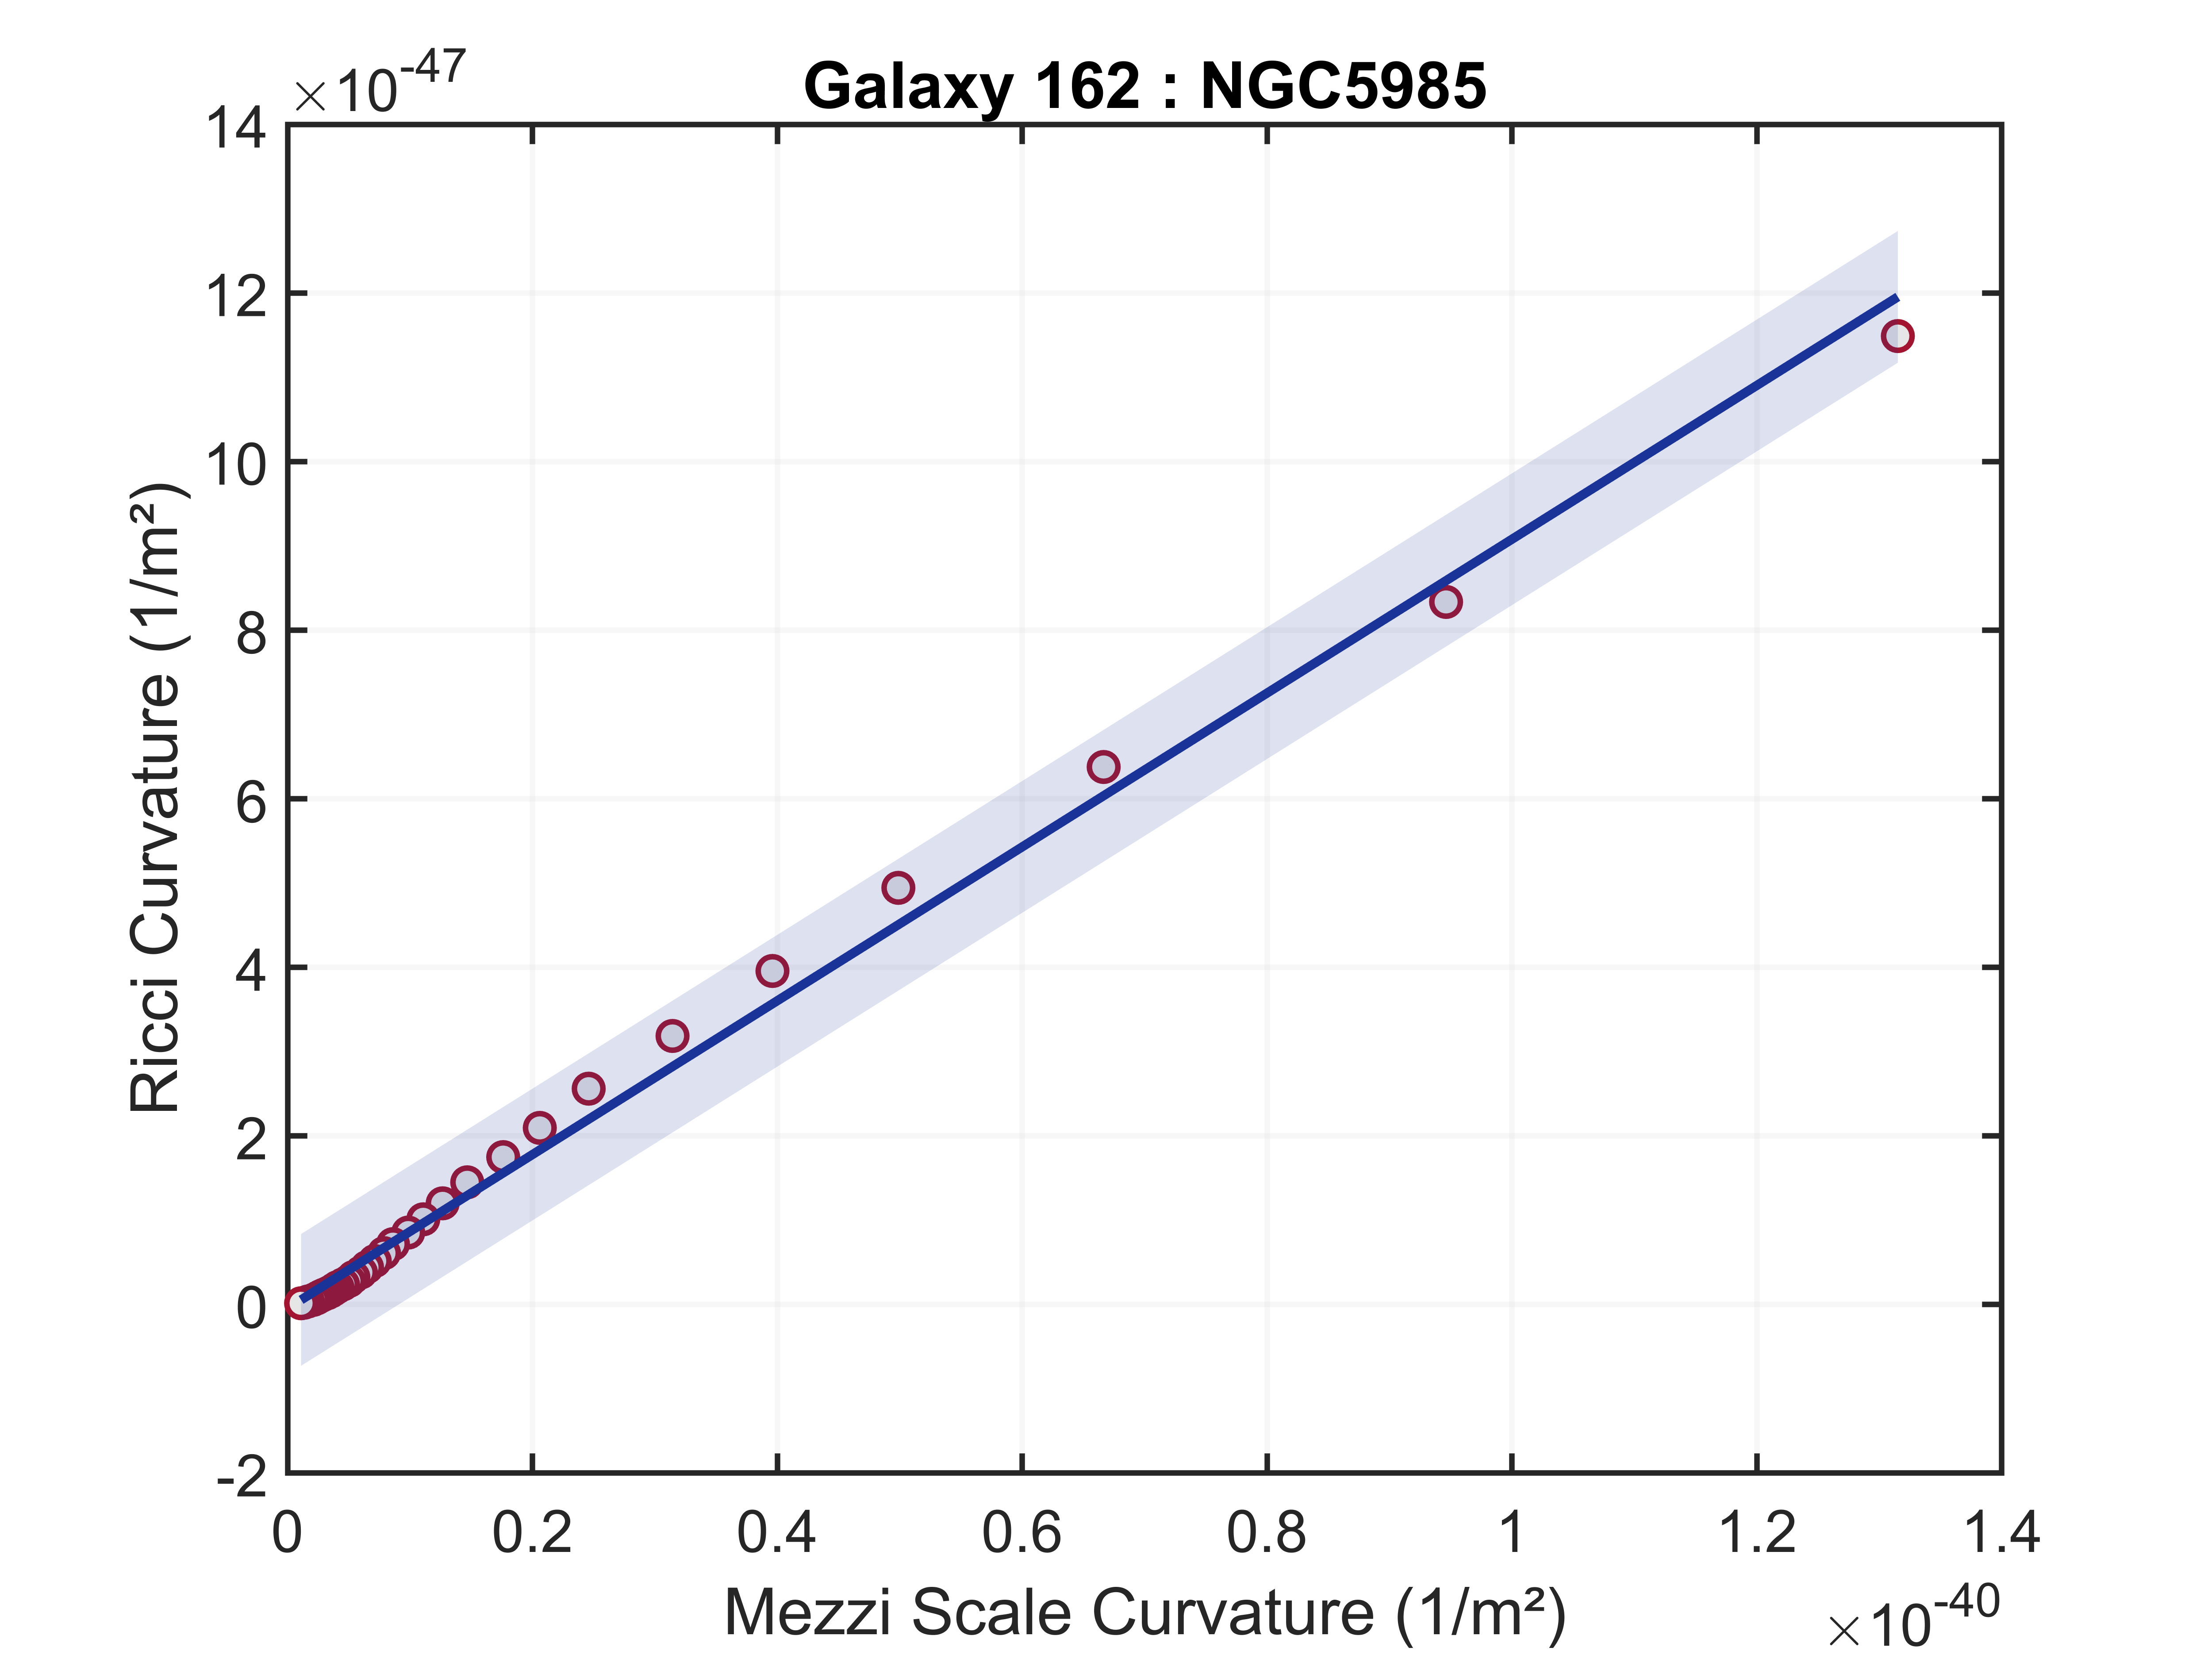 ×10-47
Galaxy 162 : NGC5985
14
12
10
8
6
4
2
0
-2
Ricci Curvature (1/m²)
0 0.2 0.4 0.6 0.8 1 1.2 1.4
Mezzi Scale Curvature (1/m²)
×10-40